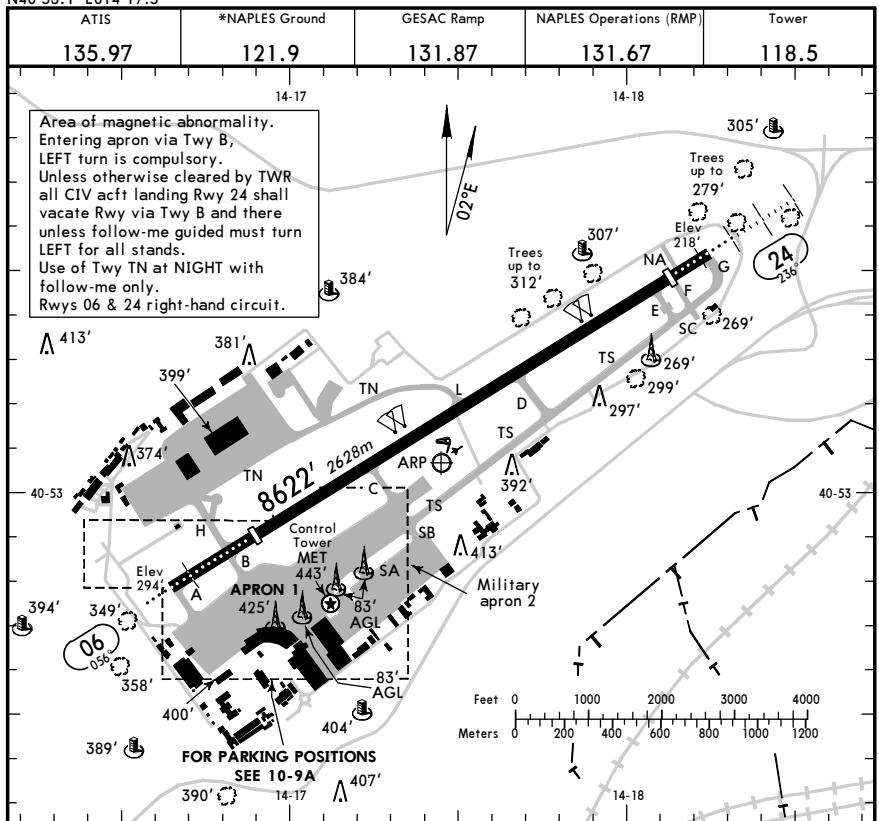 N40 53.1 E014 17.5
ATIS
*NAPLES Ground
GESAC Ramp
NAPLES Operations (RMP)
Tower
135.97
121.9
131.87
131.67
118.5
14-17
14-18
Area of magnetic abnormality.
Entering apron via Twy B,
LEFT turn is compulsory.
Unless otherwise cleared by TWR
all CIV acft landing Rwy 24 shall
vacate Rwy via Twy B and there
unless follow-me guided must turn
LEFT for all stands.
Use of Twy TN at NIGHT with
follow-me only.
Rwys 06 & 24 right-hand circuit.
02°E
305'
Trees
up to
279'
Elev
218'
24
236°
307'
Trees
up to
312'
NA
G
F
E
SC
269'
384'
413'
381'
399'
TN
L
TS
269'
299'
297'
D
374'
TN
8622' 2628m
ARP
TS
392'
40-53
40-53
H
C
TS
SB
413'
Control
Tower
MET
443'
B
Elev
294'
A
APRON 1
425'
SA
83'
AGL
Military
apron 2
394'
349'
06
056°
358'
400'
83'
AGL
404'
389'
FOR PARKING POSITIONS
SEE 10-9A
407'
390'
Feet 0 1000 2000 3000 4000
Meters 0 200 400 600 800 1000 1200
14-17
14-18